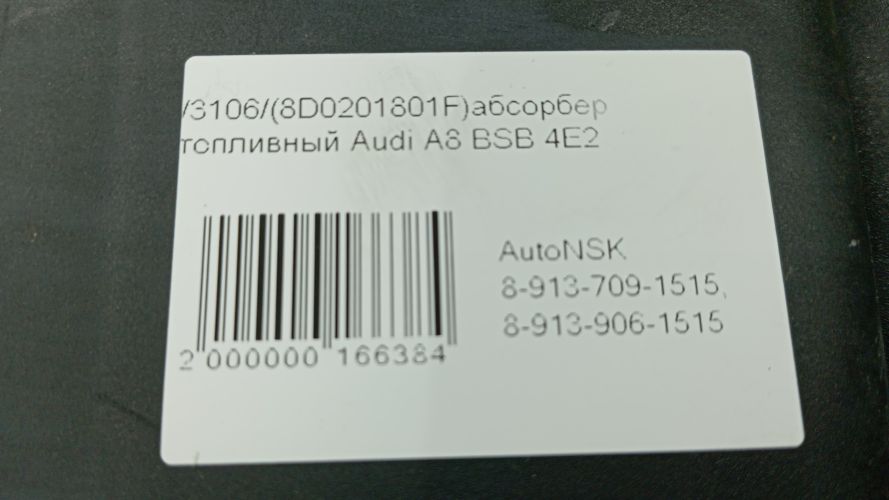 /3106/(8D0201801F)абсорбер
топливный Audi A8 BSB 4E2
AutoNSK
8-913-709-1515,
8-913-906-1515
2 000000 166384